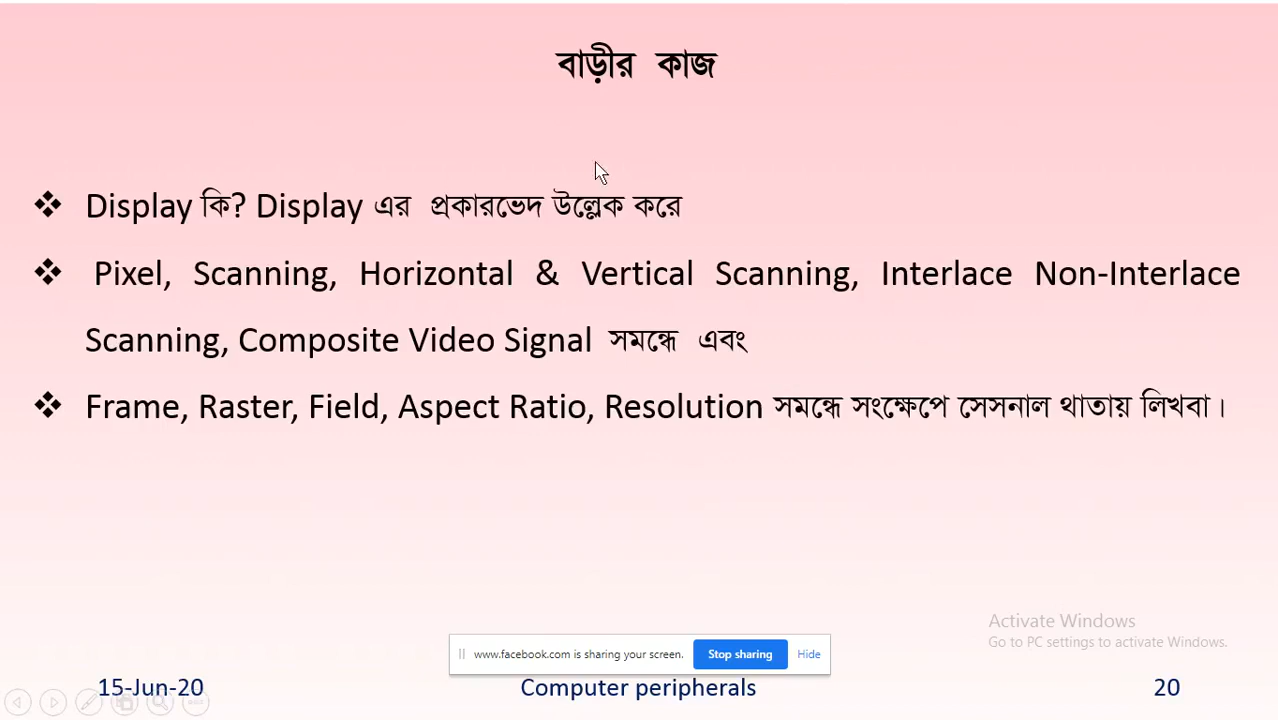 বাড়ীর কাজ
❖ Display কি? Display এর প্রকারভেদ উল্লেক করে
❖ Pixel, Scanning, Horizontal & Vertical Scanning, Interlace Non-Interlace
Scanning, Composite Video Signal সমন্ধে এবং
❖ Frame, Raster, Field, Aspect Ratio, Resolution সমন্ধে সংক্ষেপে সেসনাল থাতায় লিখবা।
Activate Windows
Go to PC settings to activate Windows.
www.facebook.com is sharing your screen. Stop sharing Hide
15-Jun-20 Computer peripherals 20